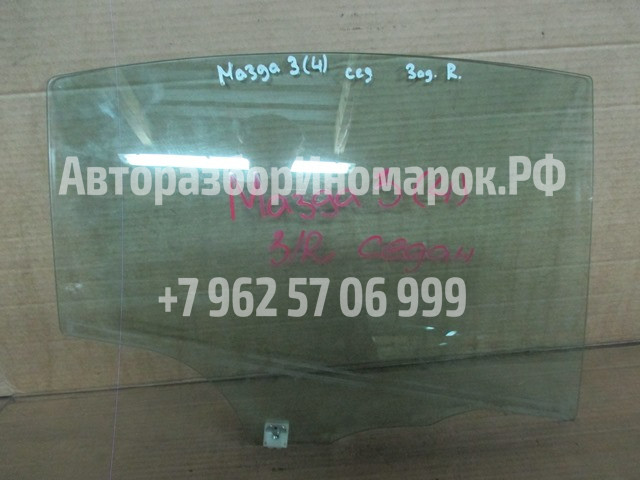 Мазда 3(4) сед Зад. R.
АвторазборИномарок.РФ
Мазда 3(4)
З/R, седан
+7 962 57 06 999